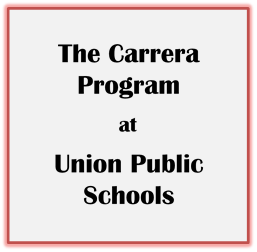 The Carrera
Program
at
Union Public
Schools